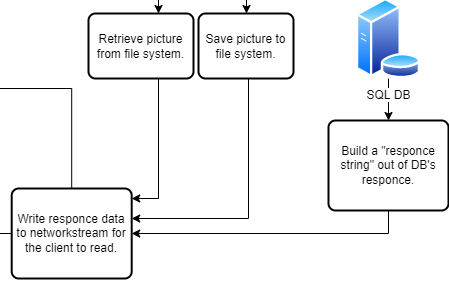 Retrieve picture
from file system.
Save picture to
file system.
SQL DB
Build a "responce
string" out of DB's
responce.
Write responce data
to networkstream for
the client to read.